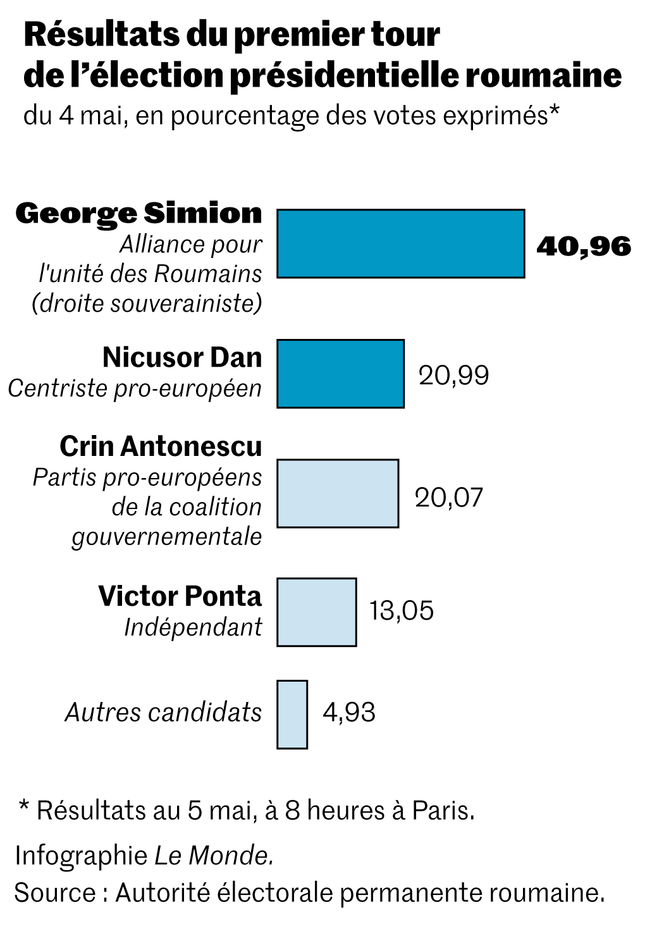 Résultats du premier tour
de l’élection présidentielle roumaine
du 4 mai, en pourcentage des votes exprimés*
George Simion
Alliance pour
l'unité des Roumains
(droite souverainiste)
40,96
Nicusor Dan
Centriste pro-européen
20,99
Crin Antonescu
Partis pro-européens
de la coalition
gouvernementale
20,07
Victor Ponta
Indépendant
13,05
Autres candidats
4,93
* Résultats au 5 mai, à 8 heures à Paris.
Infographie Le Monde.
Source : Autorité électorale permanente roumaine.